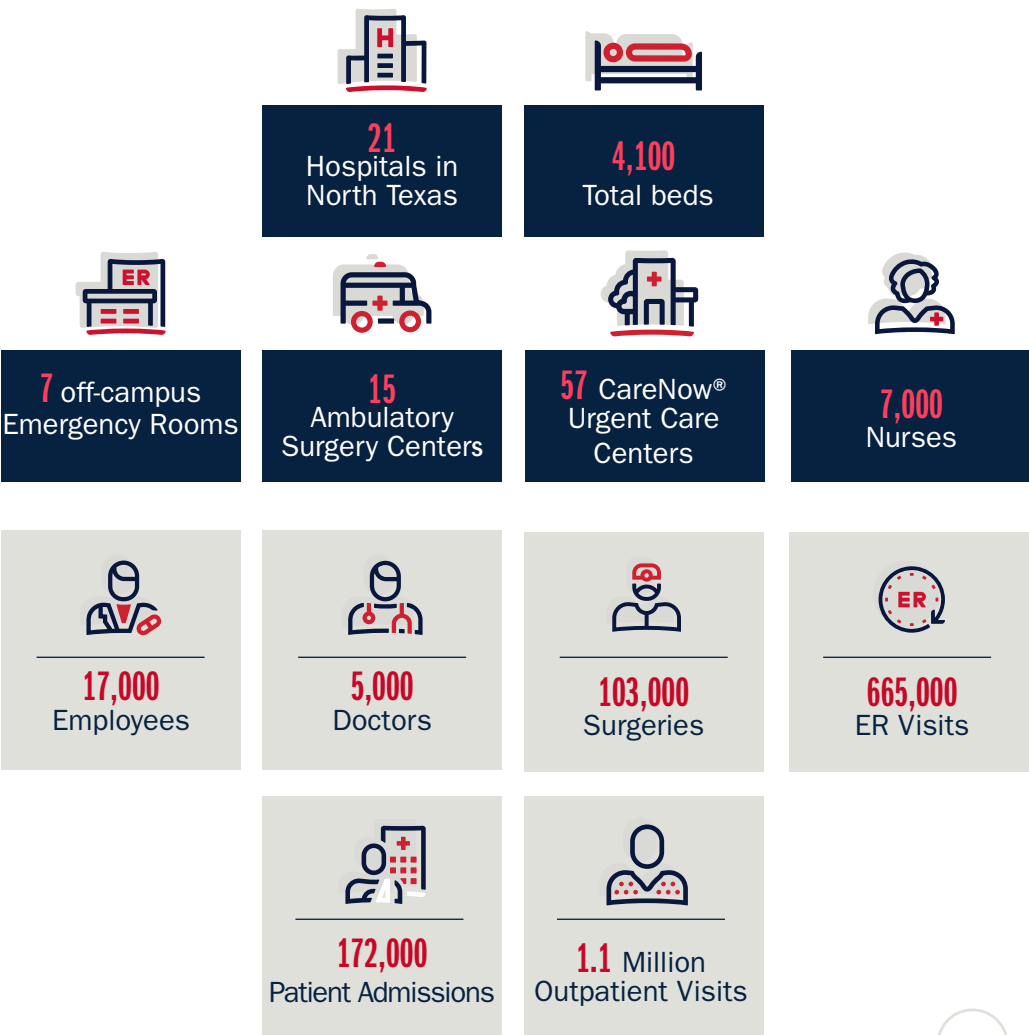 H
21
Hospitals in
North Texas
4,100
Total beds
ER
7 off-campus
Emergency Rooms
15
Ambulatory
Surgery Centers
57 CareNow®
Urgent Care
Centers
7,000
Nurses
17,000
Employees
5,000
Doctors
103,000
Surgeries
ER
665,000
ER Visits
172,000
Patient Admissions
1.1 Million
Outpatient Visits